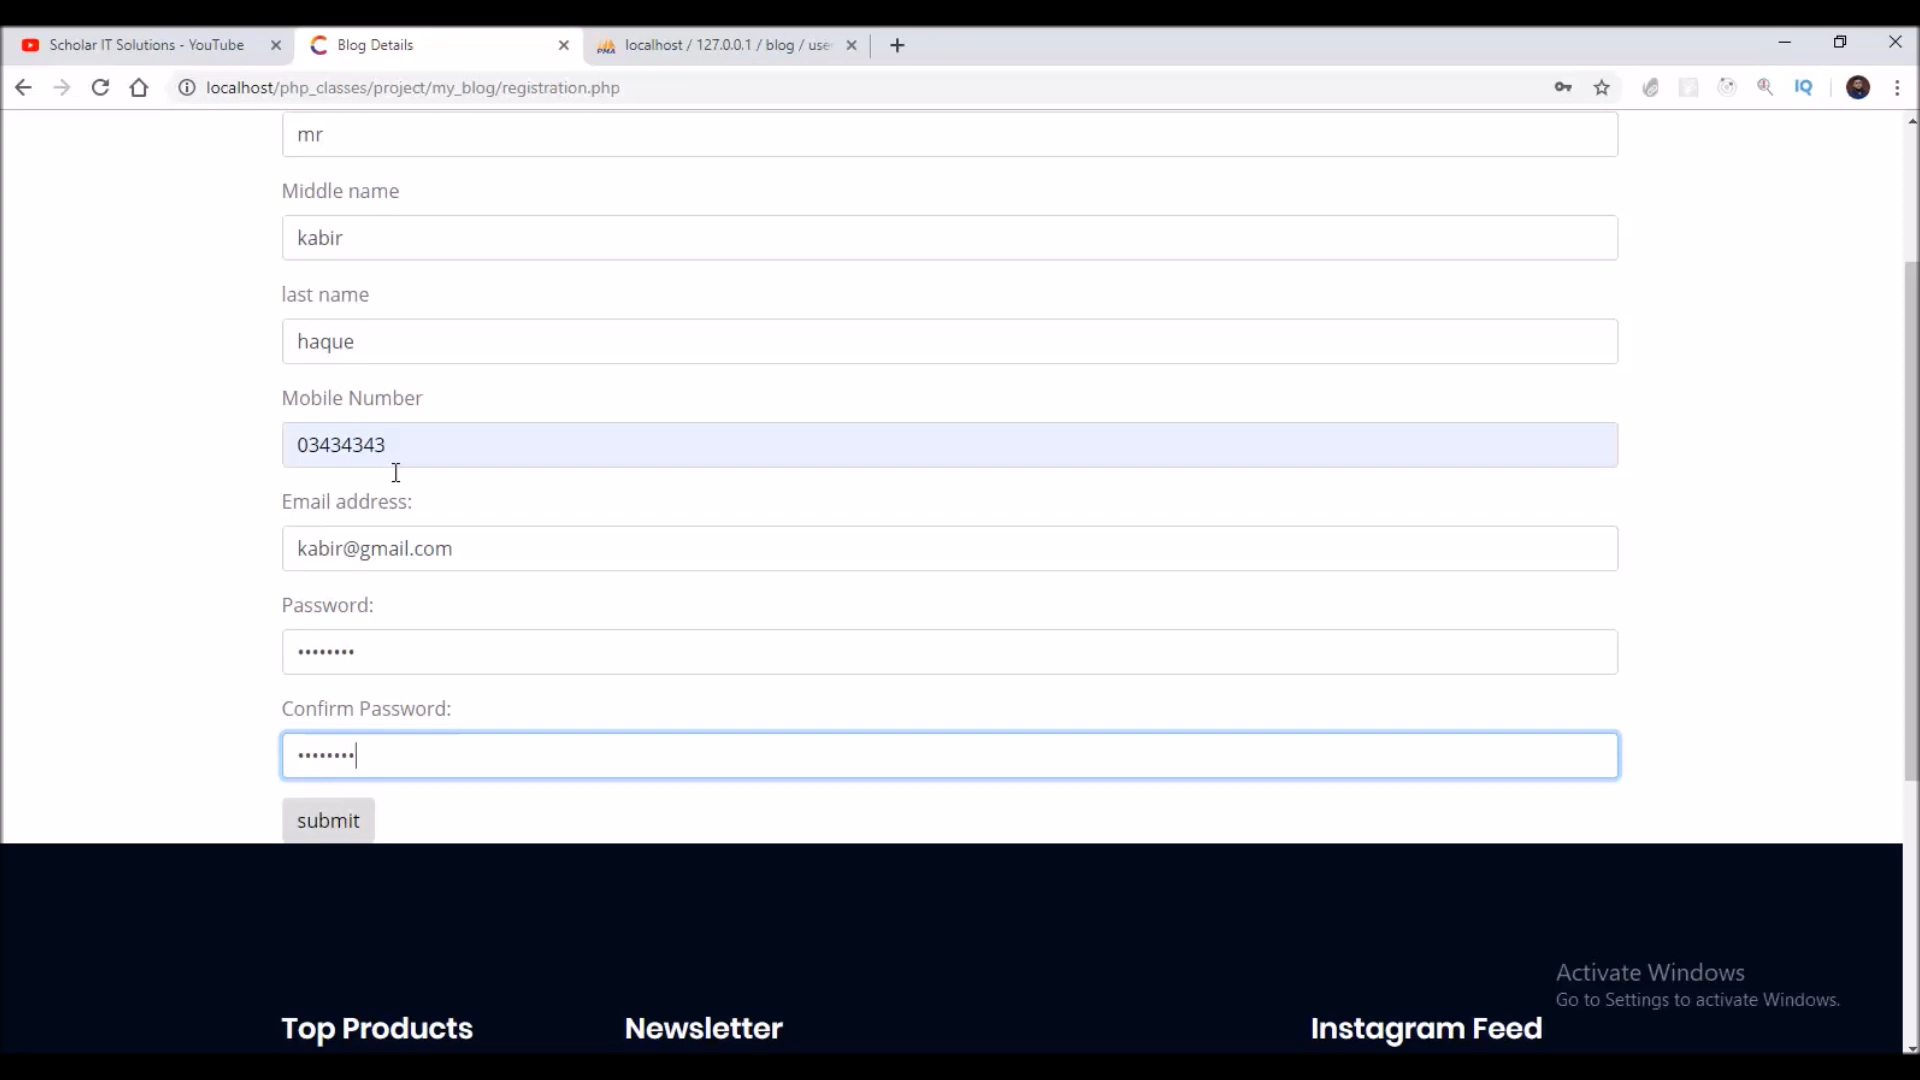 Scholar IT Solutions - YouTube
Blog Details
localhost / 127.0.0.1 / blog / use
localhost/php_classes/project/my_blog/registration.php
IQ
mr
Middle name
kabir
last name
haque
Mobile Number
03434343
Email address:
kabir@gmail.com
Password:
••••••••
Confirm Password:
••••••••
submit
Activate Windows
Go to Settings to activate Windows.
Top Products
Newsletter
Instagram Feed